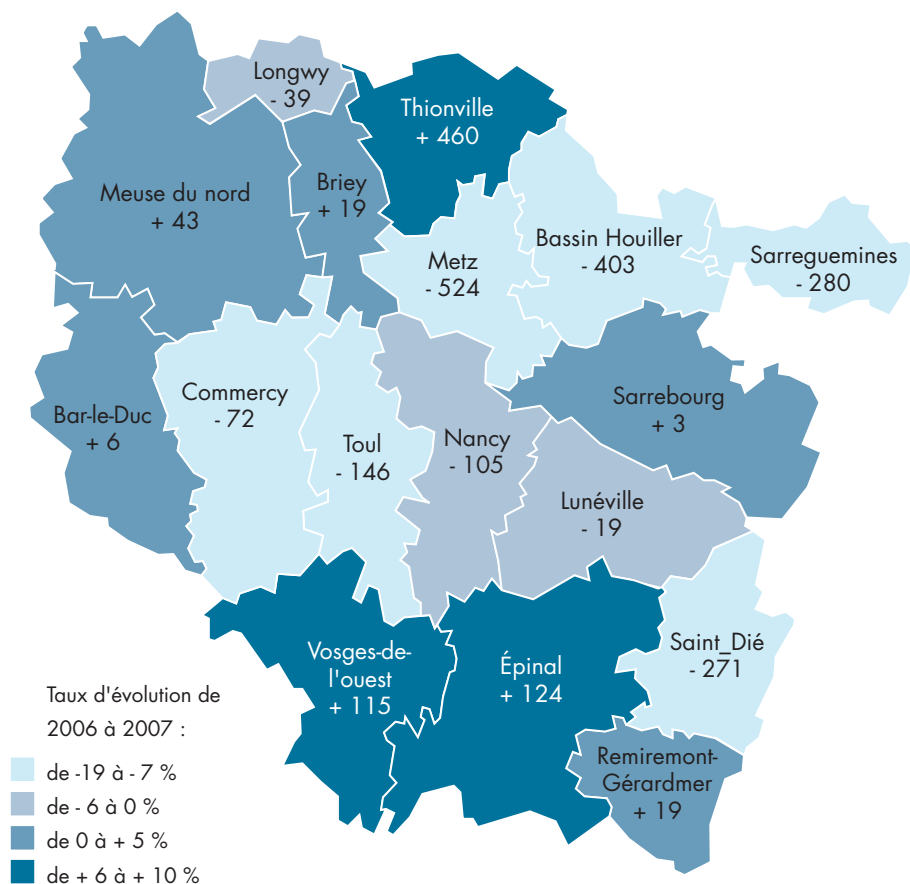 Longwy
- 39
Thionville
+ 460
Meuse du nord
+ 43
Briey
+ 19
Metz
- 524
Bassin Houiller
- 403
Sarreguemines
- 280
Bar-le-Duc
+ 6
Commercy
- 72
Toul
- 146
Nancy
- 105
Sarrebourg
+ 3
Lunéville
- 19
Vosges-de-
l'ouest
+ 115
Épinal
+ 124
Saint_Dié
- 271
Remiremont-
Gérardmer
+ 19
Taux d'évolution de
2006 à 2007 :
de -19 à - 7 %
de - 6 à 0 %
de 0 à + 5 %
de + 6 à + 10 %